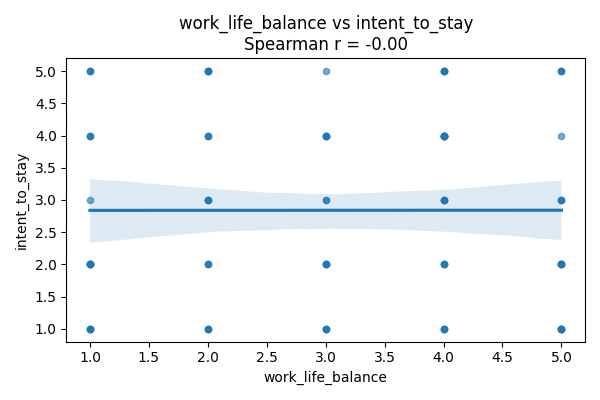 work_life_balance vs intent_to_stay
Spearman r = -0.00
5.0
4.5
4.0
3.5
3.0
2.5
2.0
1.5
1.0
intent_to_stay
1.0 1.5 2.0 2.5 3.0 3.5 4.0 4.5 5.0
work_life_balance